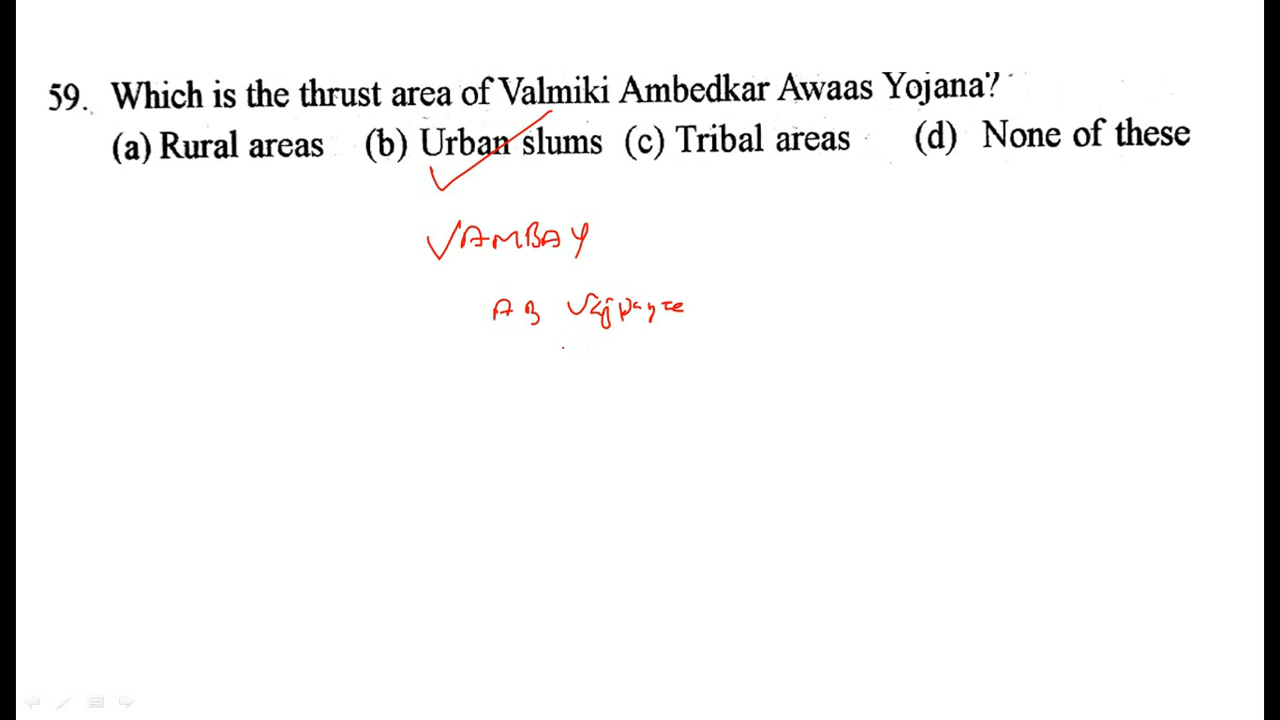 59. Which is the thrust area of Valmiki Ambedkar Awaas Yojana?
(a) Rural areas (b) Urban slums (c) Tribal areas (d) None of these
VAMBAY
AB Vajpayee